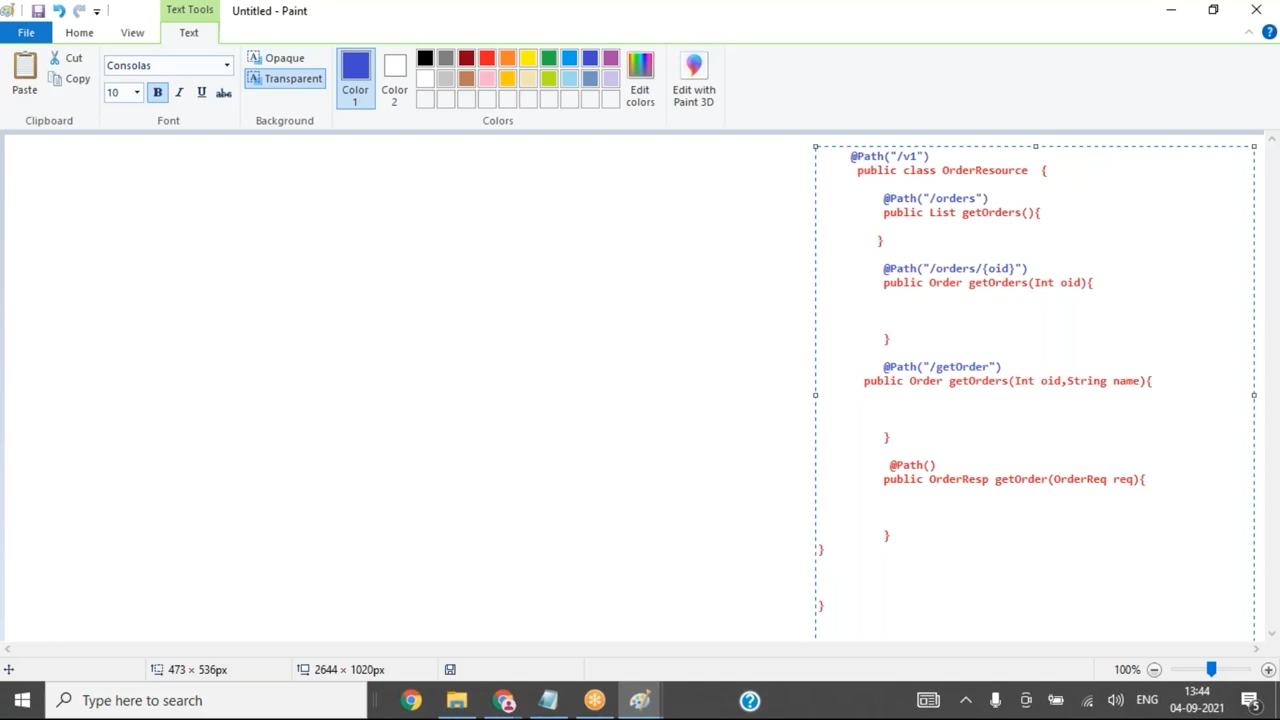 Text Tools
Untitled - Paint
File
Home
View
Text
Paste
Cut
Copy
Clipboard
Consolas
10
B
I
U
abc
Font
Opaque
Transparent
Background
Color
1
Color
2
Edit
colors
Colors
Edit with
Paint 3D
@Path("/v1")
public class OrderResource {
@Path("/orders")
public List getOrders(){
}
@Path("/orders/{oid}")
public Order getOrders(Int oid){
}
@Path("/getOrder")
public Order getOrders(Int oid,String name){
}
@Path()
public OrderResp getOrder(OrderReq req){
}
}
}
473 × 536px
2644 × 1020px
100%
Type here to search
ENG
13:44
04-09-2021
5